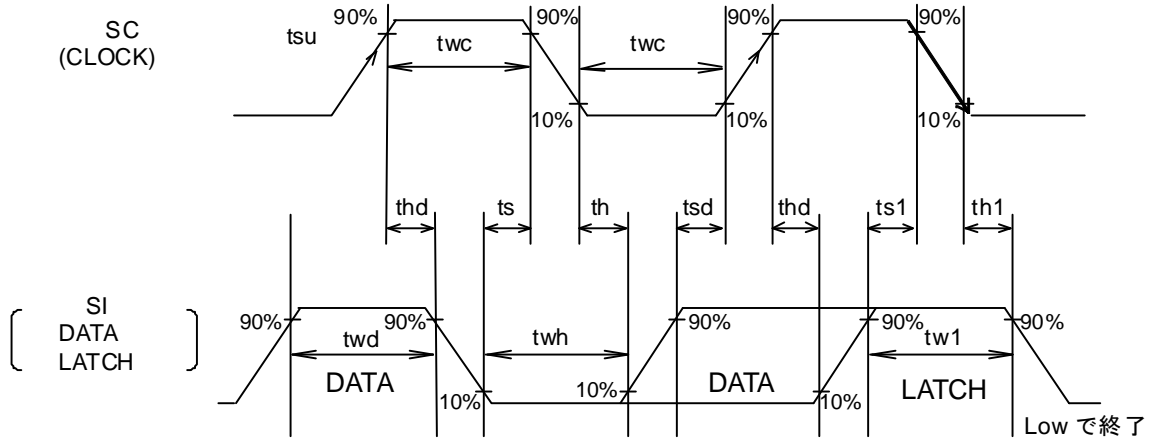 SC
(CLOCK)
tsu
90% twc 90% twc 90% 90%
10% 10% 10%
thd ts th tsd thd ts1 th1
SI
DATA
LATCH
90% twd 90% twh 90% 90% tw1 90%
DATA 10% 10% DATA 10% LATCH
Low で終了